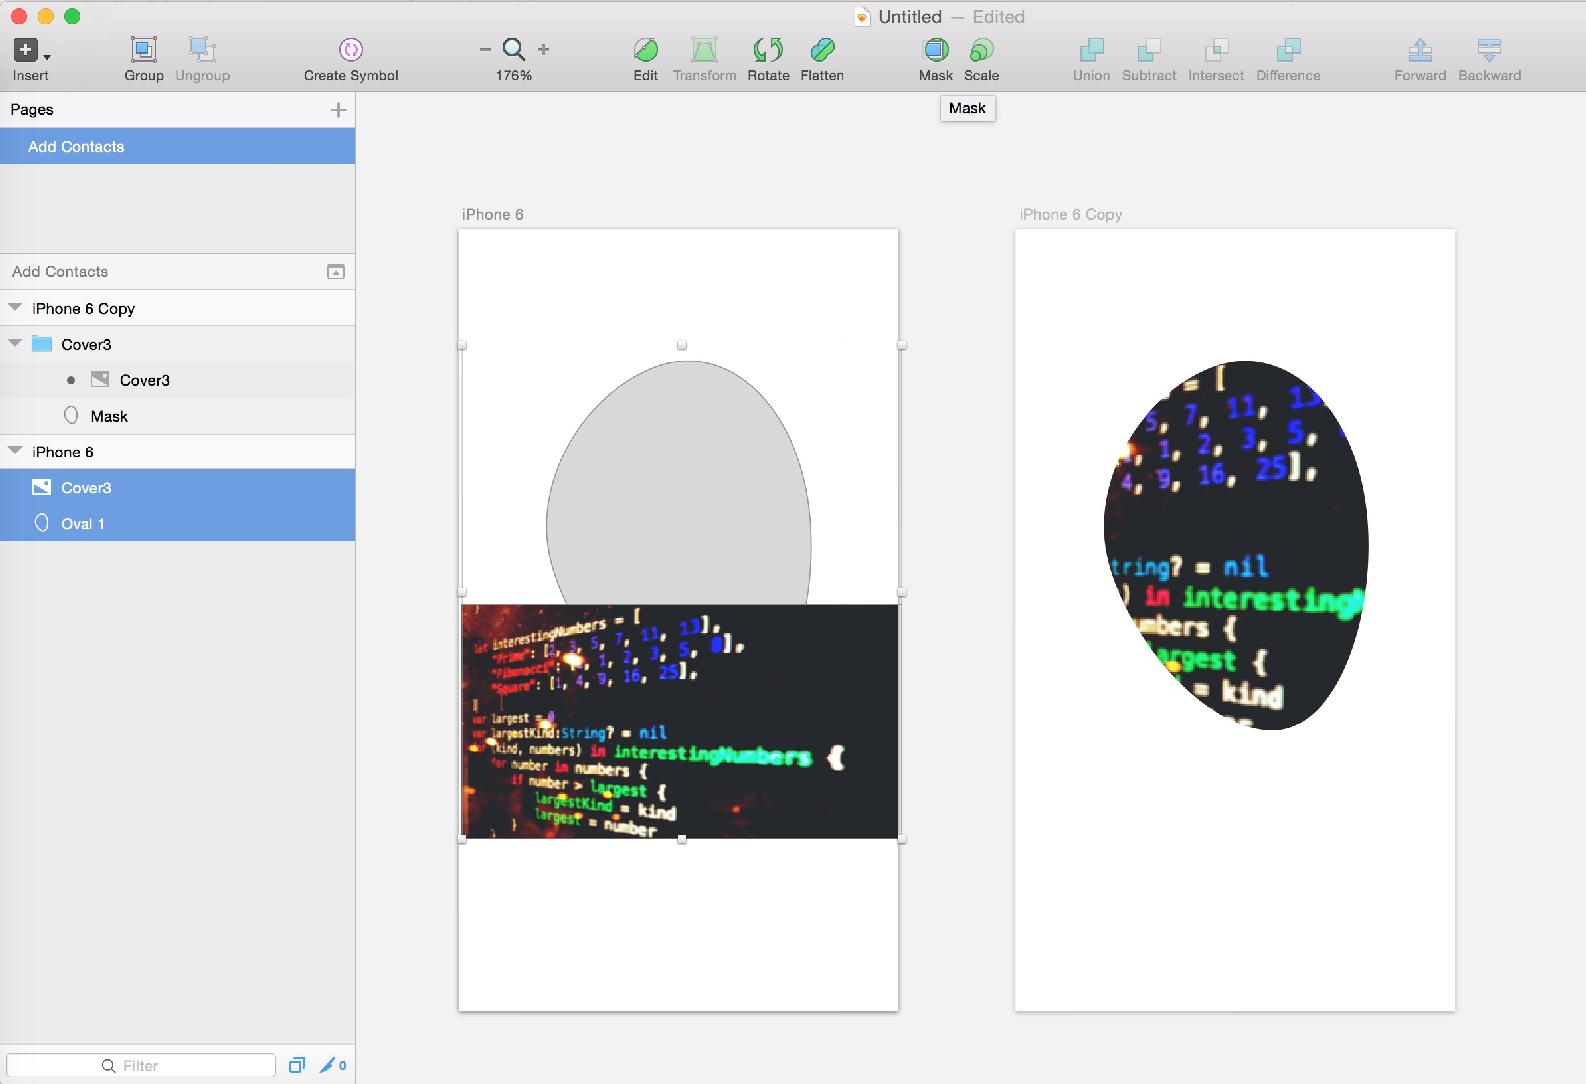 Untitled — Edited
Insert
Group
Ungroup
Create Symbol
176%
Edit
Transform
Rotate
Flatten
Mask
Scale
Union
Subtract
Intersect
Difference
Forward
Backward
Mask
Pages
Add Contacts
Add Contacts
iPhone 6 Copy
Cover3
Cover3
Mask
iPhone 6
Cover3
Oval 1
Filter
0
iPhone 6
let interestingNumbers = [
"Prime": [2, 3, 5, 7, 11, 13],
"Fibonacci": 1, 1, 2, 3, 5, 8],
"Square": [1, 4, 9, 16, 25],
]
var largest = 0
var largestKind:String? = nil
(kind, numbers) in interestingNumbers {
for number in numbers {
if number > largest {
largestKind = kind
largest = number
}
iPhone 6 Copy
= [
5, 7, 11, 13
, 1, 2, 3, 5,
4, 9, 16, 25],
tring? = nil
) in interesting
umbers {
argest {
= kind